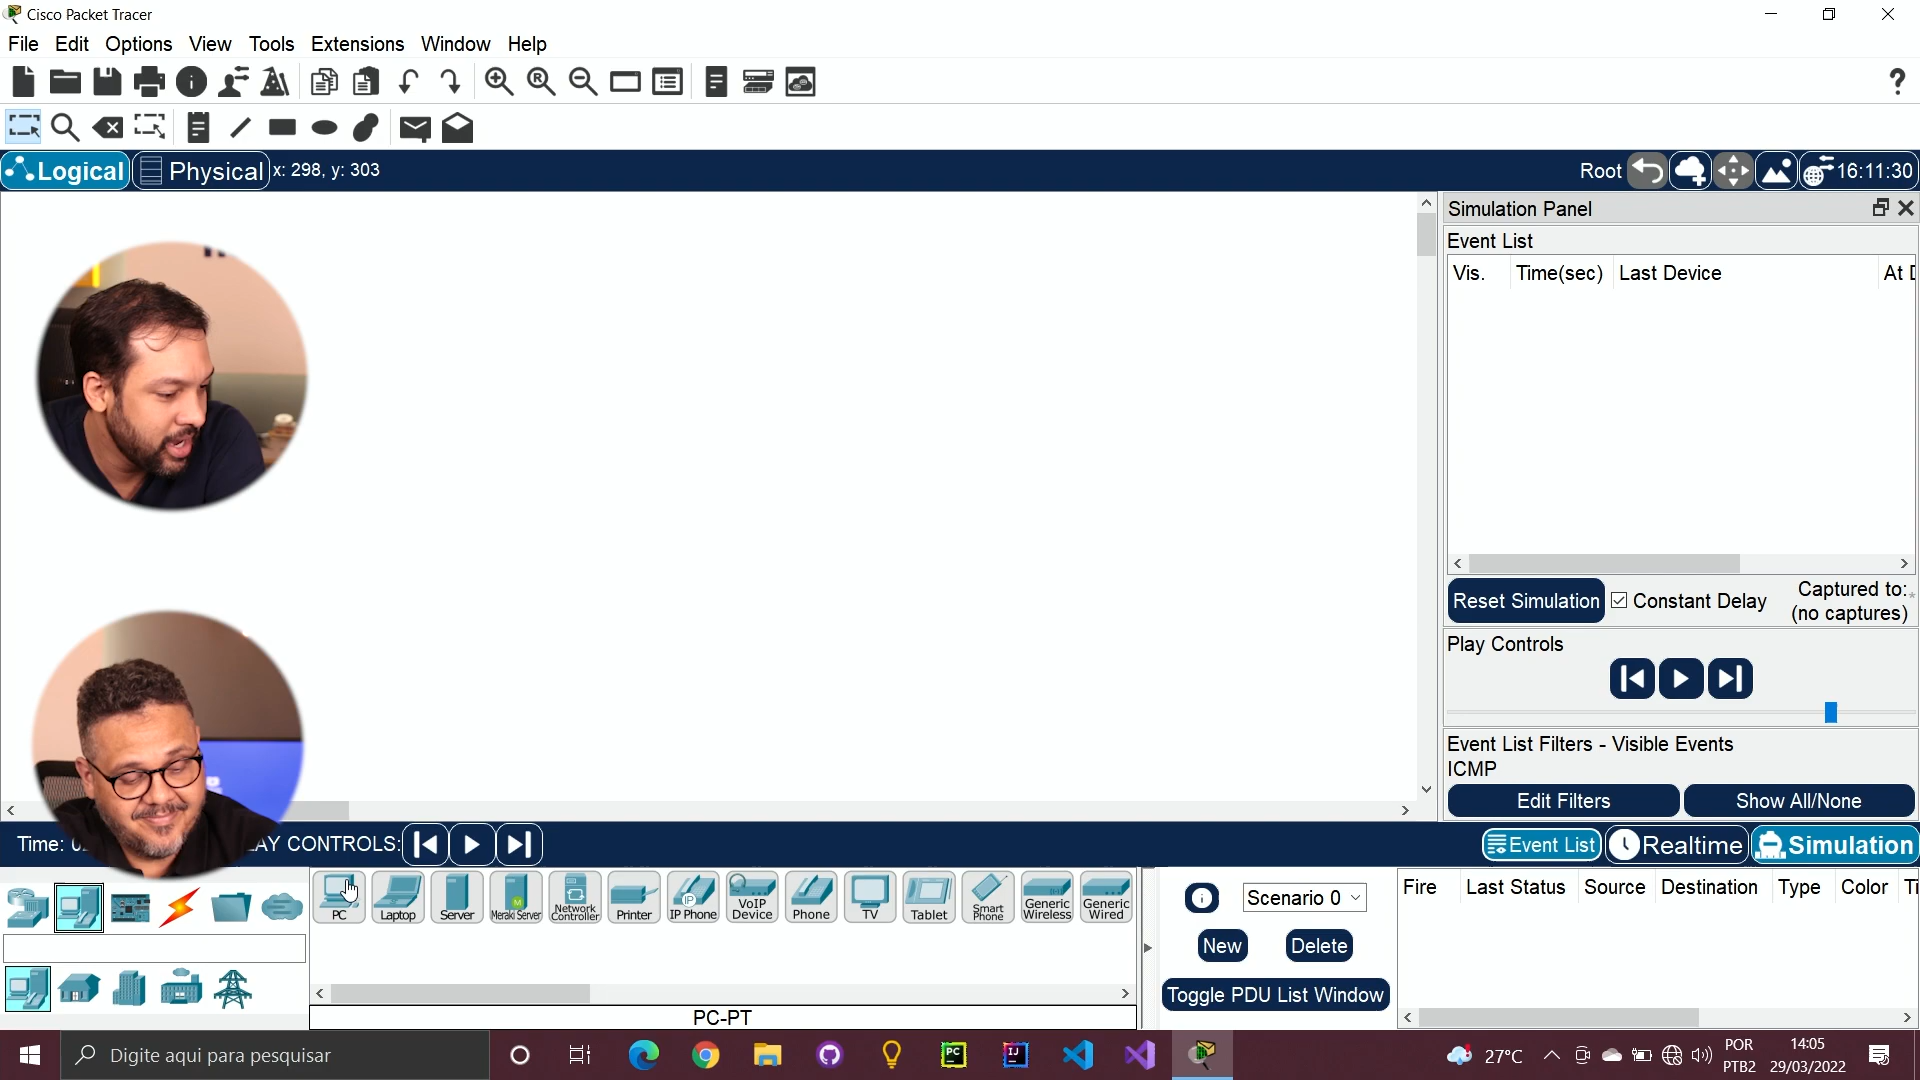 Cisco Packet Tracer
File Edit Options View Tools Extensions Window Help
Logical Physical x: 298, y: 303
Root 16:11:30
Simulation Panel
Event List
Vis. Time(sec) Last Device At D
Reset Simulation Constant Delay Captured to:
(no captures)
Play Controls
Event List Filters - Visible Events
ICMP
Edit Filters Show All/None
Time: AY CONTROLS:
Event List Realtime Simulation
PC Laptop Server Meraki Server Network Controller Printer IP Phone VoIP Device Phone TV Tablet Smart Phone Generic Wireless Generic Wired
Scenario 0
New Delete
Toggle PDU List Window
Fire Last Status Source Destination Type Color Ti
PC-PT
Digite aqui para pesquisar
27°C
POR
PTB2
14:05
29/03/2022